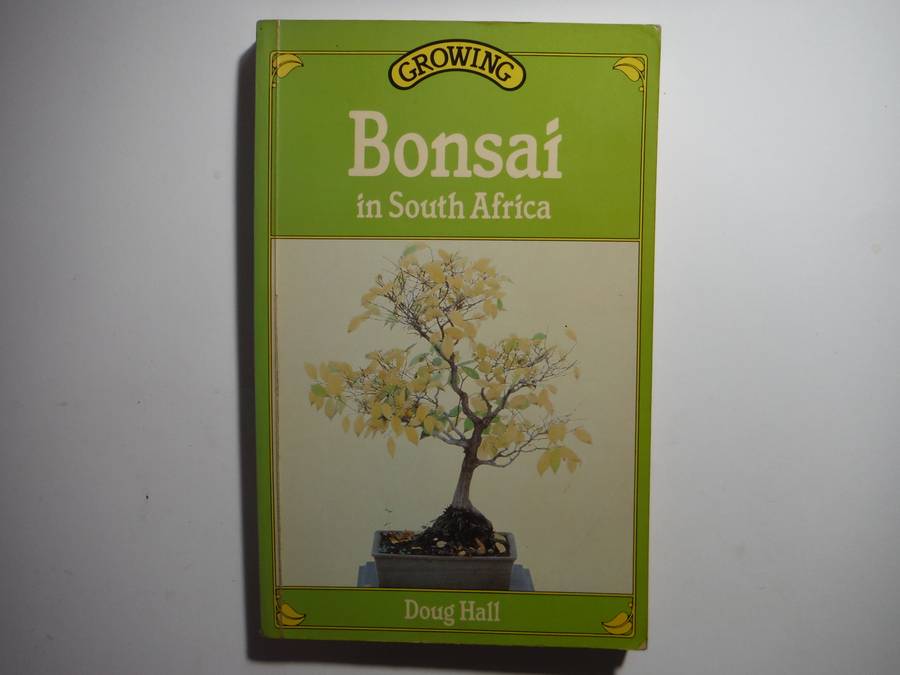 GROWING
Bonsai
in South Africa
Doug Hall